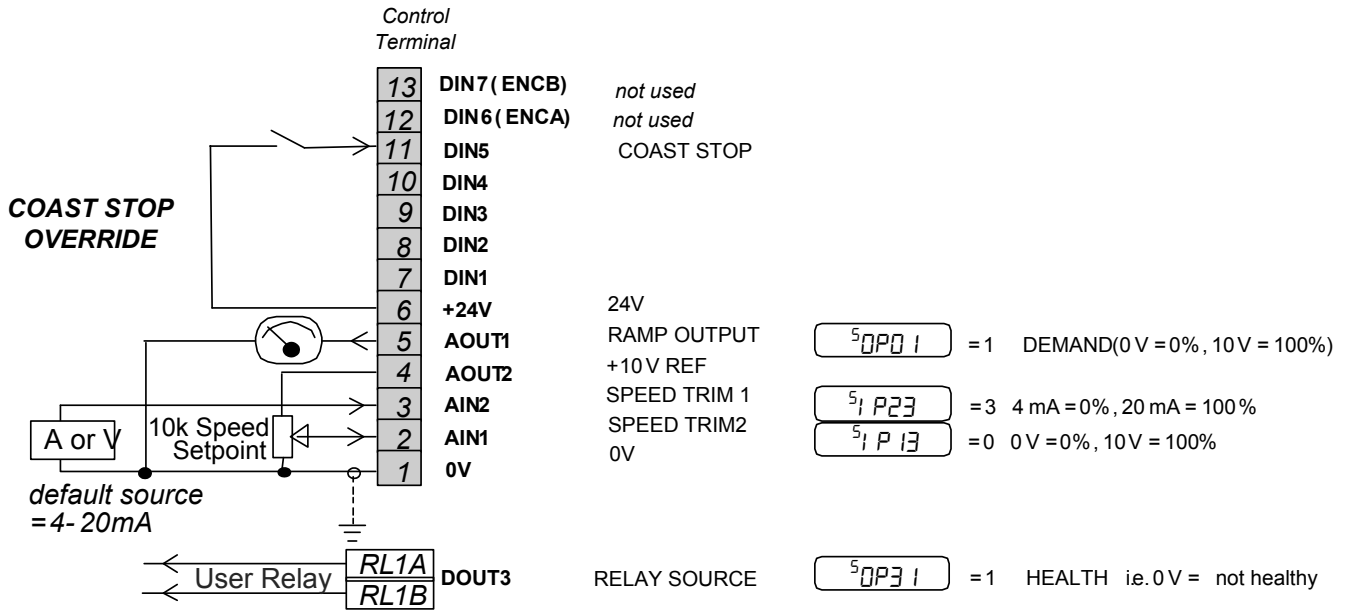 Control
Terminal
13 DIN7(ENCB) not used
12 DIN6(ENCA) not used
11 DIN5 COAST STOP
10 DIN4
COAST STOP
OVERRIDE
9 DIN3
8 DIN2
7 DIN1
6 +24V 24V
5 AOUT1 RAMP OUTPUT SOP01 =1 DEMAND(0V=0%, 10V=100%)
4 AOUT2 +10V REF
3 AIN2 SPEED TRIM 1 SIP23 =3 4 mA=0%, 20 mA=100%
A or V
10k Speed
Setpoint
2 AIN1 SPEED TRIM2 SIP13 =0 0V=0%, 10V=100%
1 0V 0V
default source
=4-20mA
User Relay
RL1A
RL1B
DOUT3 RELAY SOURCE SOP31 =1 HEALTH i.e. 0V= not healthy